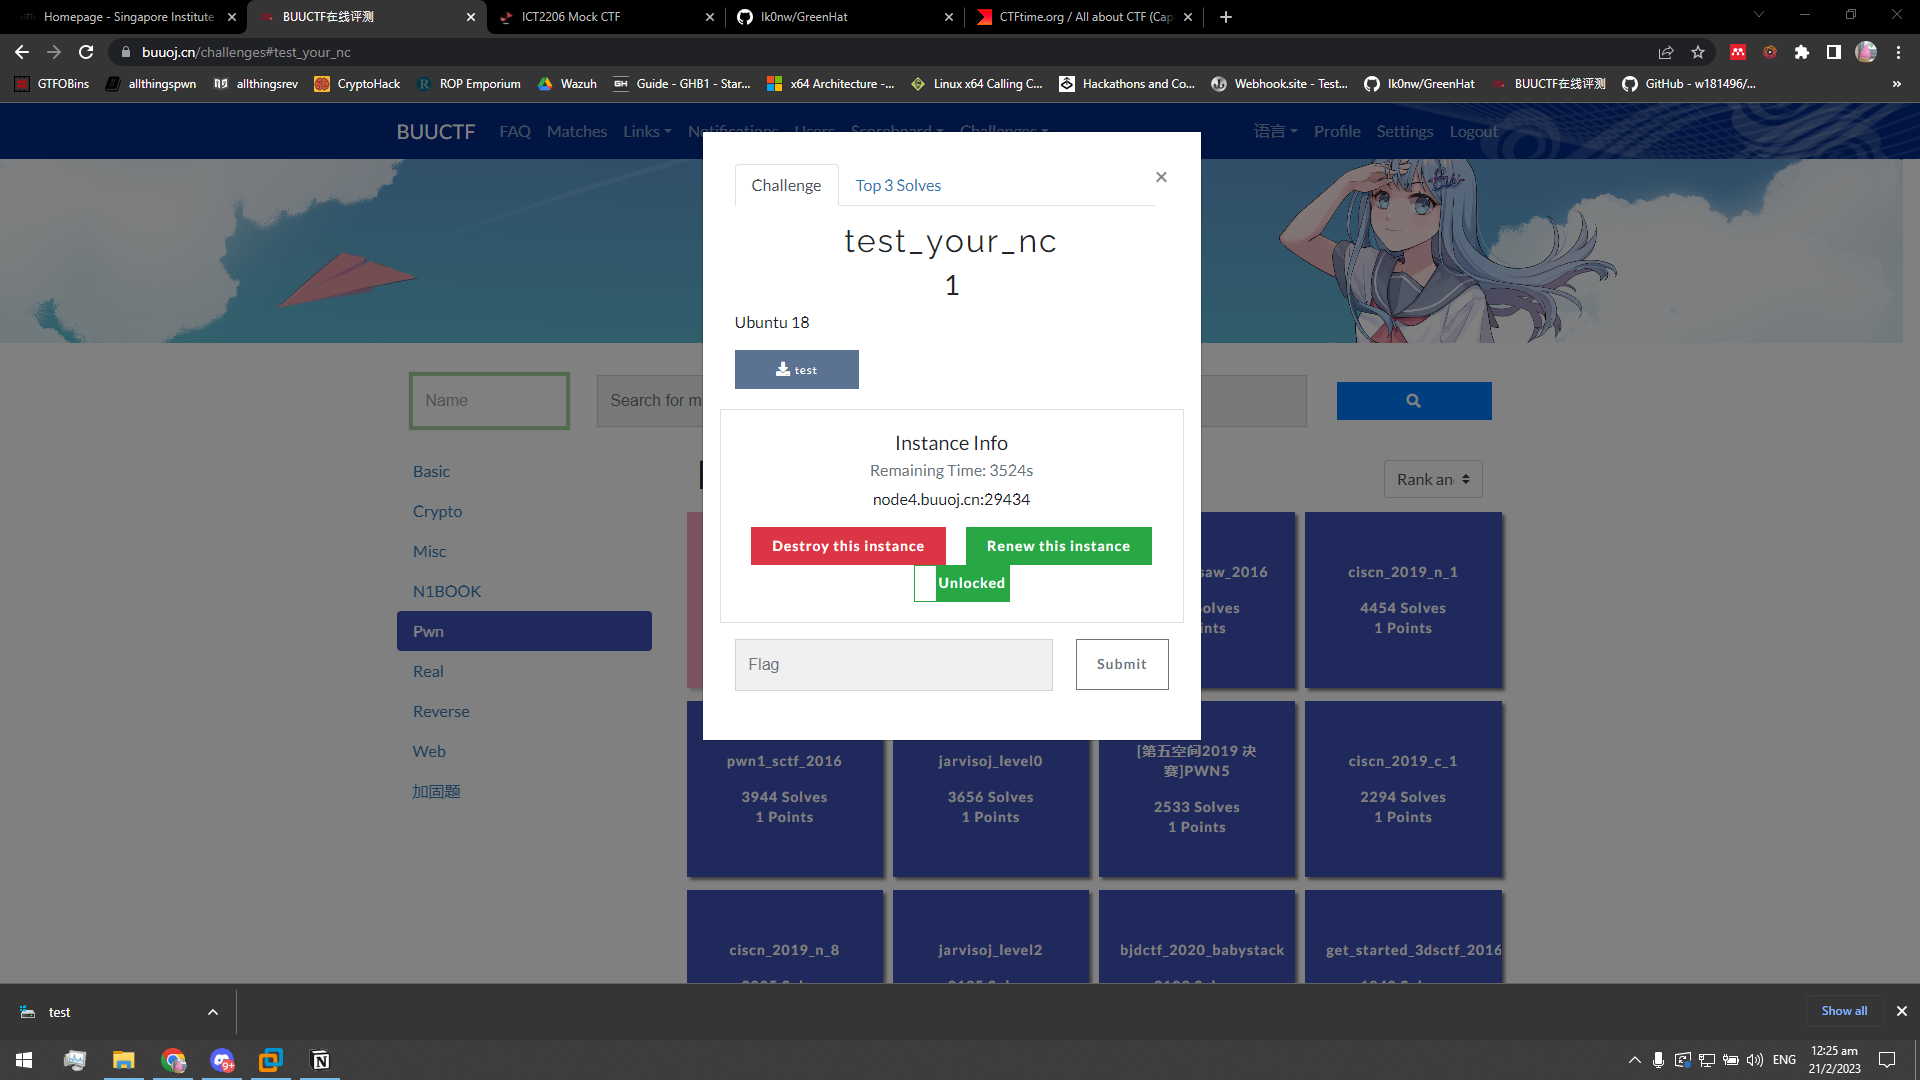 Homepage - Singapore Institute
BUUCTF在线评测
ICT2206 Mock CTF
lk0nw/GreenHat
CTFtime.org / All about CTF (Cap
buuoj.cn/challenges#test_your_nc
GTFOBins
allthingspwn
allthingsrev
CryptoHack
ROP Emporium
Wazuh
Guide - GHB1 - Star...
x64 Architecture -...
Linux x64 Calling C...
Hackathons and Co...
Webhook.site - Test...
lk0nw/GreenHat
BUUCTF在线评测
GitHub - w181496/...
»
BUUCTF
FAQ
Matches
Links
Notifications
Users
Scoreboard
Challenges
语言
Profile
Settings
Logout
Challenge
Top 3 Solves
×
test_your_nc
1
Ubuntu 18
test
Instance Info
Remaining Time: 3524s
node4.buuoj.cn:29434
Destroy this instance
Renew this instance
Unlocked
Flag
Submit
Name
Search for m
Basic
Crypto
Misc
N1BOOK
Pwn
Real
Reverse
Web
加固题
Rank an
saw_2016
olves
nts
ciscn_2019_n_1
4454 Solves
1 Points
pwn1_sctf_2016
3944 Solves
1 Points
jarvisoj_level0
3656 Solves
1 Points
[第五空间2019 决
赛]PWN5
2533 Solves
1 Points
ciscn_2019_c_1
2294 Solves
1 Points
ciscn_2019_n_8
jarvisoj_level2
bjdctf_2020_babystack
get_started_3dsctf_2016
test
Show all
9+
ENG
12:25 am
21/2/2023